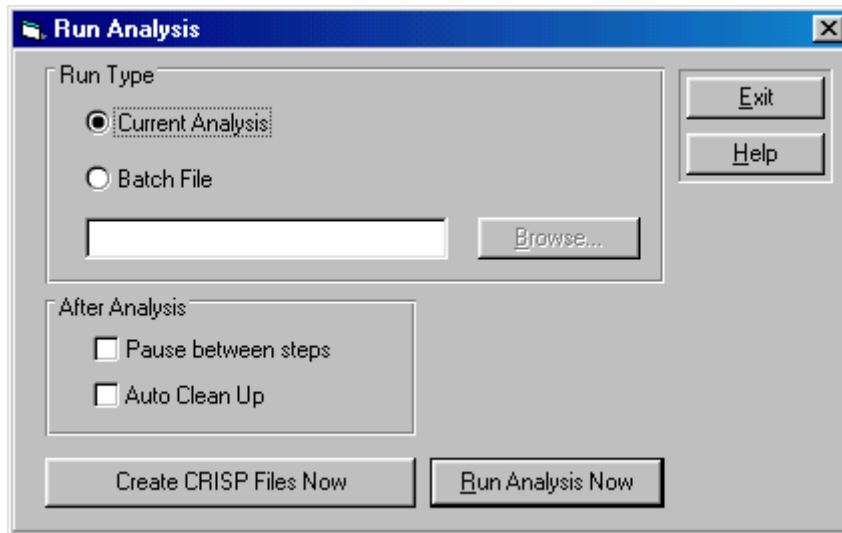 Run Analysis
Run Type
Current Analysis
Batch File
Browse...
Exit
Help
After Analysis
Pause between steps
Auto Clean Up
Create CRISP Files Now
Run Analysis Now